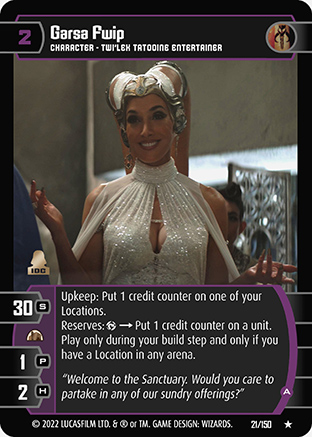 2
Garsa Fwip
CHARACTER - TWI'LEK TATOOINE ENTERTAINER
IDC
30 S
1 P
2 H
Upkeep: Put 1 credit counter on one of your
Locations.
Reserves: → Put 1 credit counter on a unit.
Play only during your build step and only if you
have a Location in any arena.
“Welcome to the Sanctuary. Would you care to
partake in any of our sundry offerings?”
A
© 2022 LUCASFILM LTD. & ® or TM. GAME DESIGN: WIZARDS.
21/150